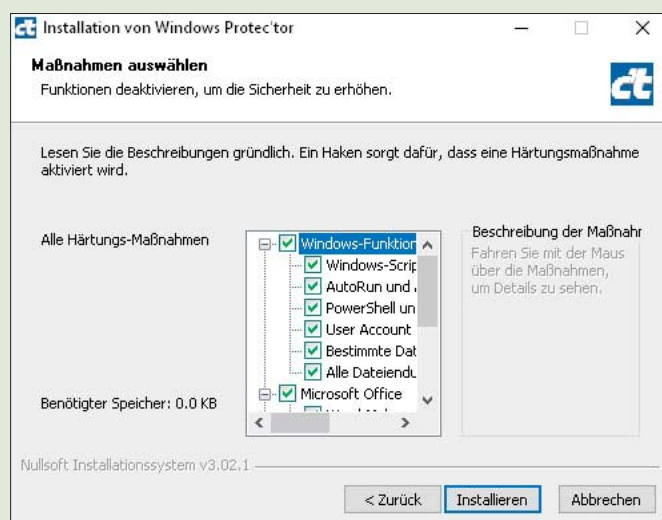 c't Installation von Windows Protec'tor
Maßnahmen auswählen
Funktionen deaktivieren, um die Sicherheit zu erhöhen.
c't
Lesen Sie die Beschreibungen gründlich. Ein Haken sorgt dafür, dass eine Härtungsmaßnahme
aktiviert wird.
Alle Härtungs-Maßnahmen
Windows-Funktion
Windows-Scrip
AutoRun und
PowerShell un
User Account
Bestimmte Dat
Alle Dateiendu
Microsoft Office
Beschreibung der Maßnahr
Fahren Sie mit der Maus
über die Maßnahmen,
um Details zu sehen.
Benötigter Speicher: 0.0 KB
Nullsoft Installationssystem v3.02.1
< Zurück
Installieren
Abbrechen